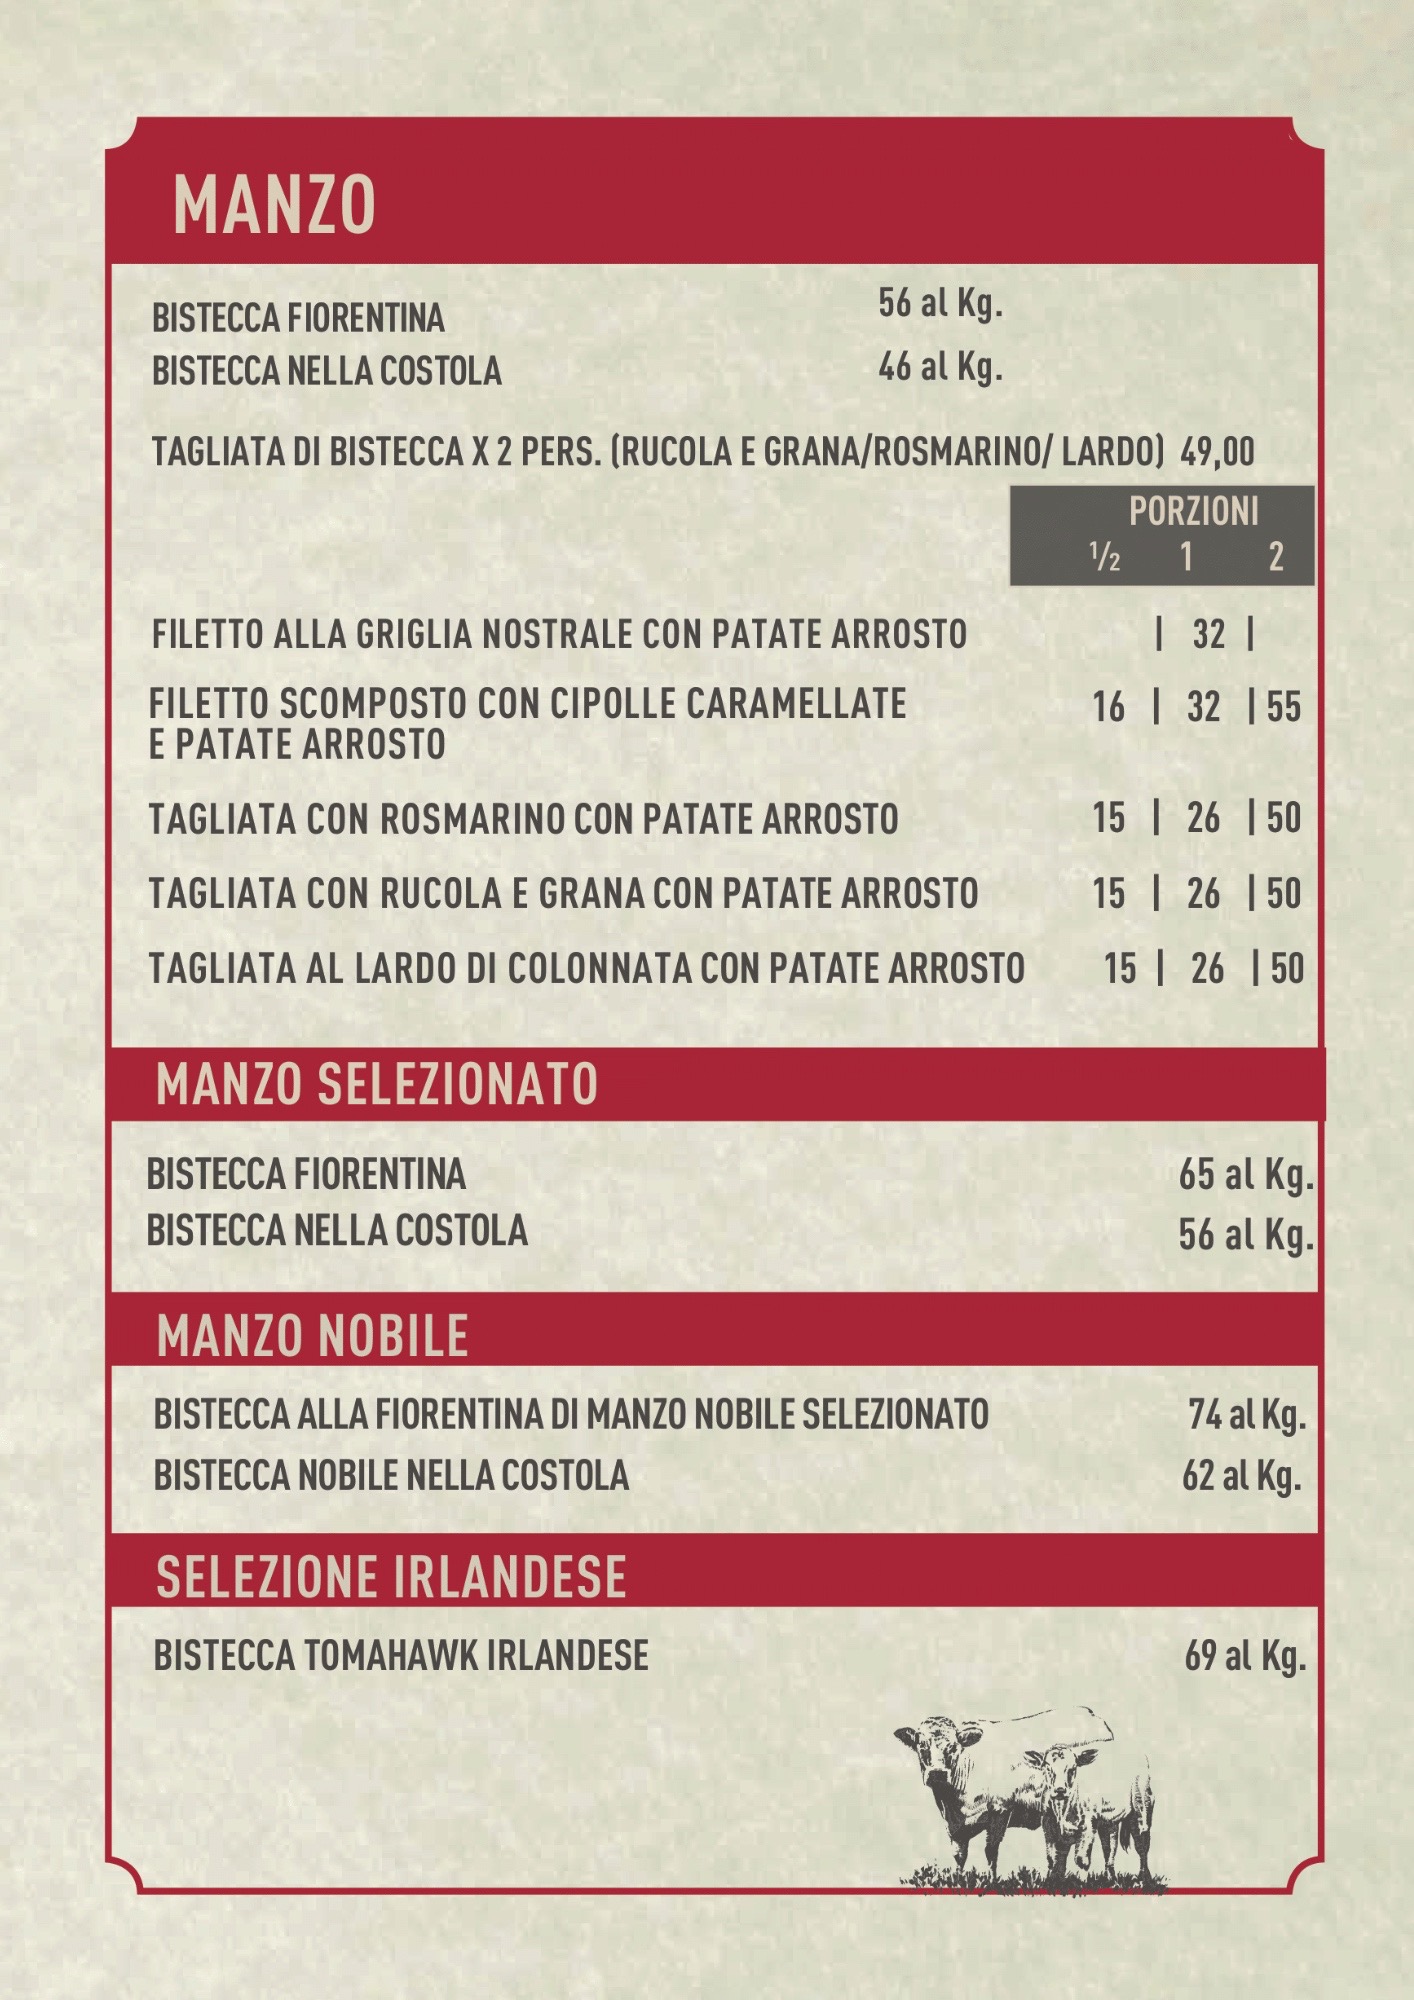 MANZO
BISTECCA FIORENTINA 56 al Kg.
BISTECCA NELLA COSTOLA 46 al Kg.
TAGLIATA DI BISTECCA X 2 PERS. (RUCOLA E GRANA/ROSMARINO/ LARDO) 49,00
PORZIONI
½ 1 2
FILETTO ALLA GRIGLIA NOSTRALE CON PATATE ARROSTO | 32 |
FILETTO SCOMPOSTO CON CIPOLLE CARAMELLATE 16 | 32 | 55
E PATATE ARROSTO
TAGLIATA CON ROSMARINO CON PATATE ARROSTO 15 | 26 | 50
TAGLIATA CON RUCOLA E GRANA CON PATATE ARROSTO 15 | 26 | 50
TAGLIATA AL LARDO DI COLONNATA CON PATATE ARROSTO 15 | 26 | 50
MANZO SELEZIONATO
BISTECCA FIORENTINA 65 al Kg.
BISTECCA NELLA COSTOLA 56 al Kg.
MANZO NOBILE
BISTECCA ALLA FIORENTINA DI MANZO NOBILE SELEZIONATO 74 al Kg.
BISTECCA NOBILE NELLA COSTOLA 62 al Kg.
SELEZIONE IRLANDESE
BISTECCA TOMAHAWK IRLANDESE 69 al Kg.